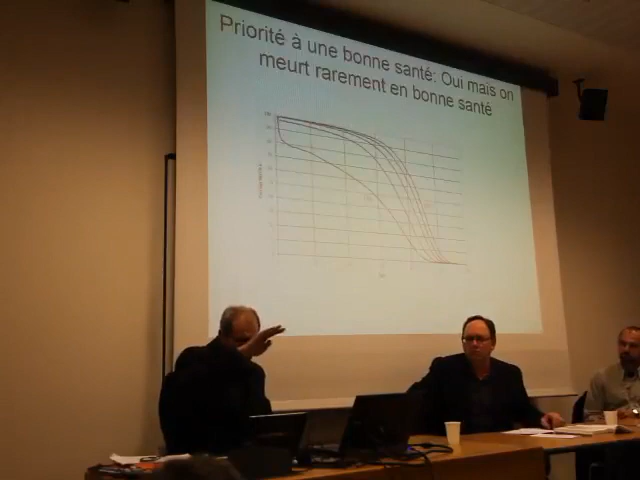 Priorité à une bonne santé: Oui mais on
meurt rarement en bonne santé